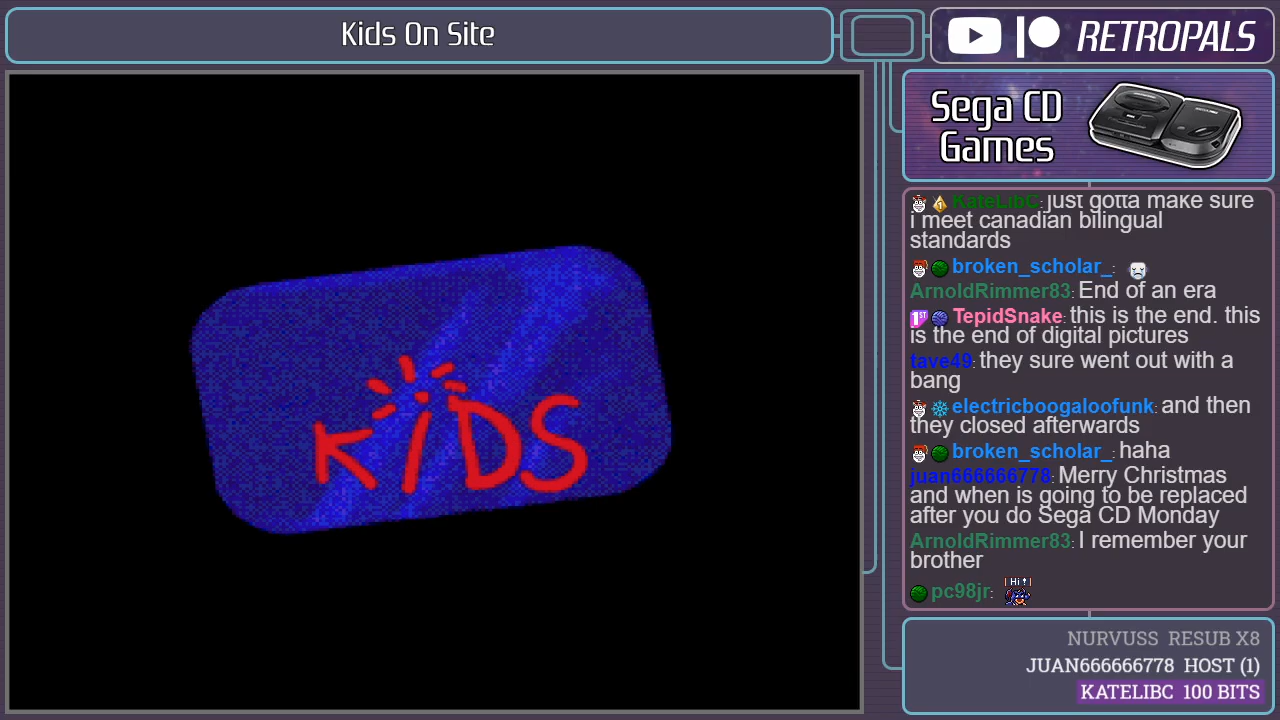 Kids On Site
RETROPALS
Sega CD
Games
KateLibC: just gotta make sure
i meet canadian bilingual
standards
broken_scholar_:
ArnoldRimmer83: End of an era
1ST TepidSnake: this is the end. this
is the end of digital pictures
tave49: they sure went out with a
bang
electricboogaloofunk: and then
they closed afterwards
broken_scholar_: haha
juan666666778: Merry Christmas
and when is going to be replaced
after you do Sega CD Monday
ArnoldRimmer83: I remember your
brother
pc98jr: Hi!
KiDS
NURVUSS RESUB X8
JUAN666666778 HOST (1)
KATELIBC 100 BITS